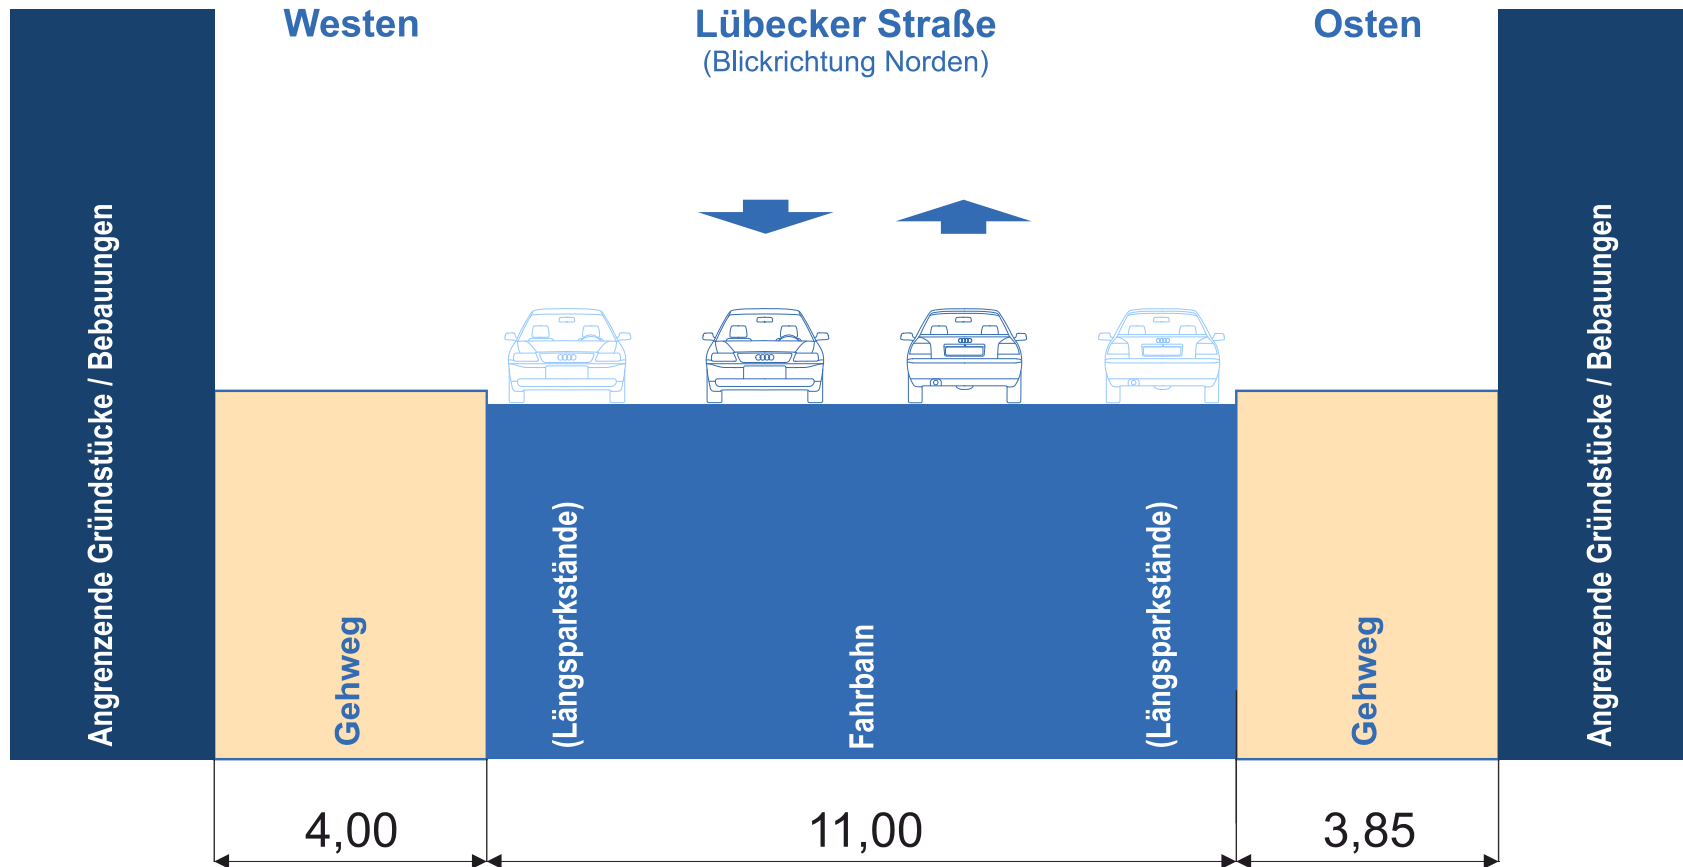 Westen
Lübecker Straße
(Blickrichtung Norden)
Osten
Angrenzende Gründstücke / Bebauungen
Gehweg
(Längsparkstände)
Fahrbahn
(Längsparkstände)
Gehweg
Angrenzende Gründstücke / Bebauungen
4,00
11,00
3,85